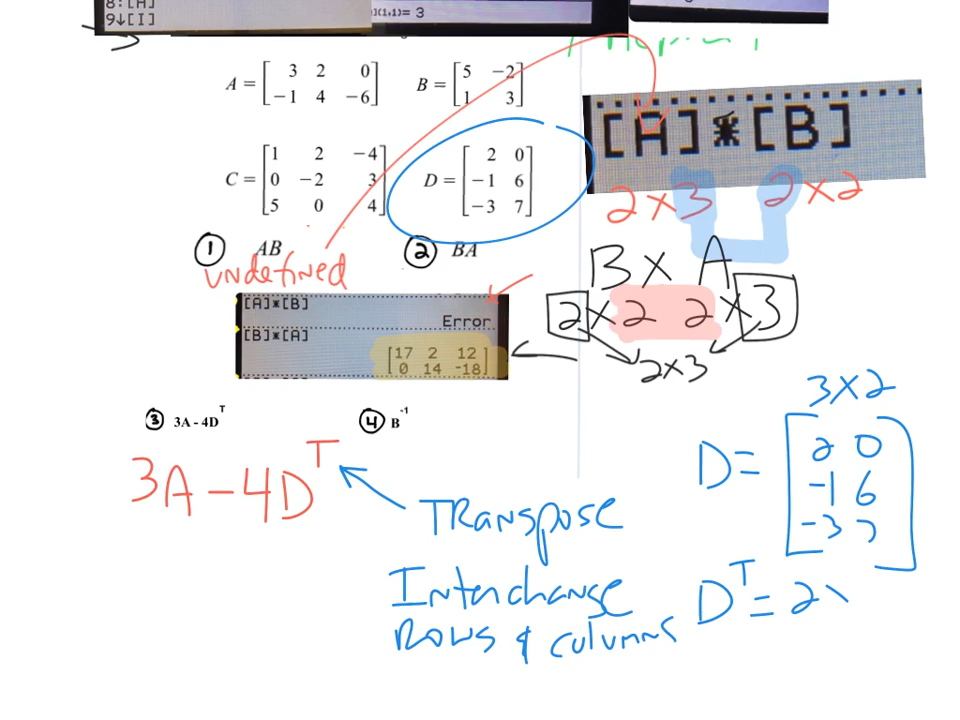 8:[H]
9↓[I]
](1,1)= 3
A = [3 2 0
-1 4 -6]
B = [5 -2
1 3]
[A]*[B]
2x3 2x2
C = [1 2 -4
0 -2 3
5 0 4]
D = [2 0
-1 6
-3 7]
① AB
② BA
undefined
B x A
2x2 2x3
2x3
[A]*[B]
Error
[B]*[A]
[17 2 12
0 14 -18]
③ 3A - 4D^T
④ B^-1
3A-4D^T
Transpose
Interchange
Rows & columns
3x2
D= [2 0
-1 6
-3 7]
D^T= 2x